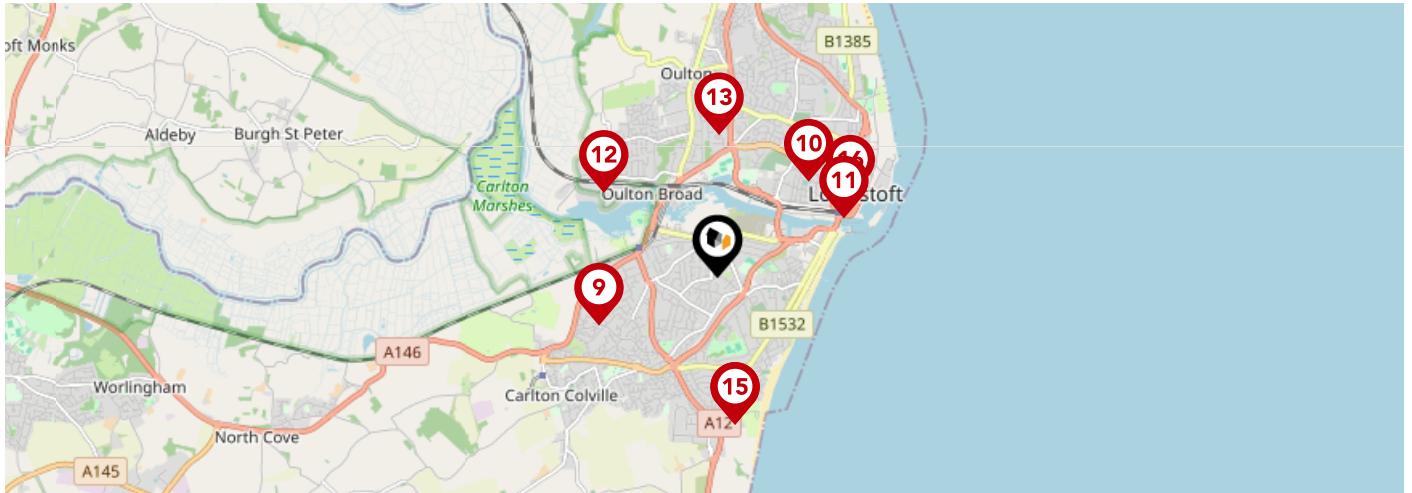 oft Monks
B1385
Oulton
13
Aldeby
Burgh St Peter
10
12
16
11
Carlton
Marshes
Oulton Broad
9
B1532
A146
Worlingham
15
Carlton Colville
A12
North Cove
A145